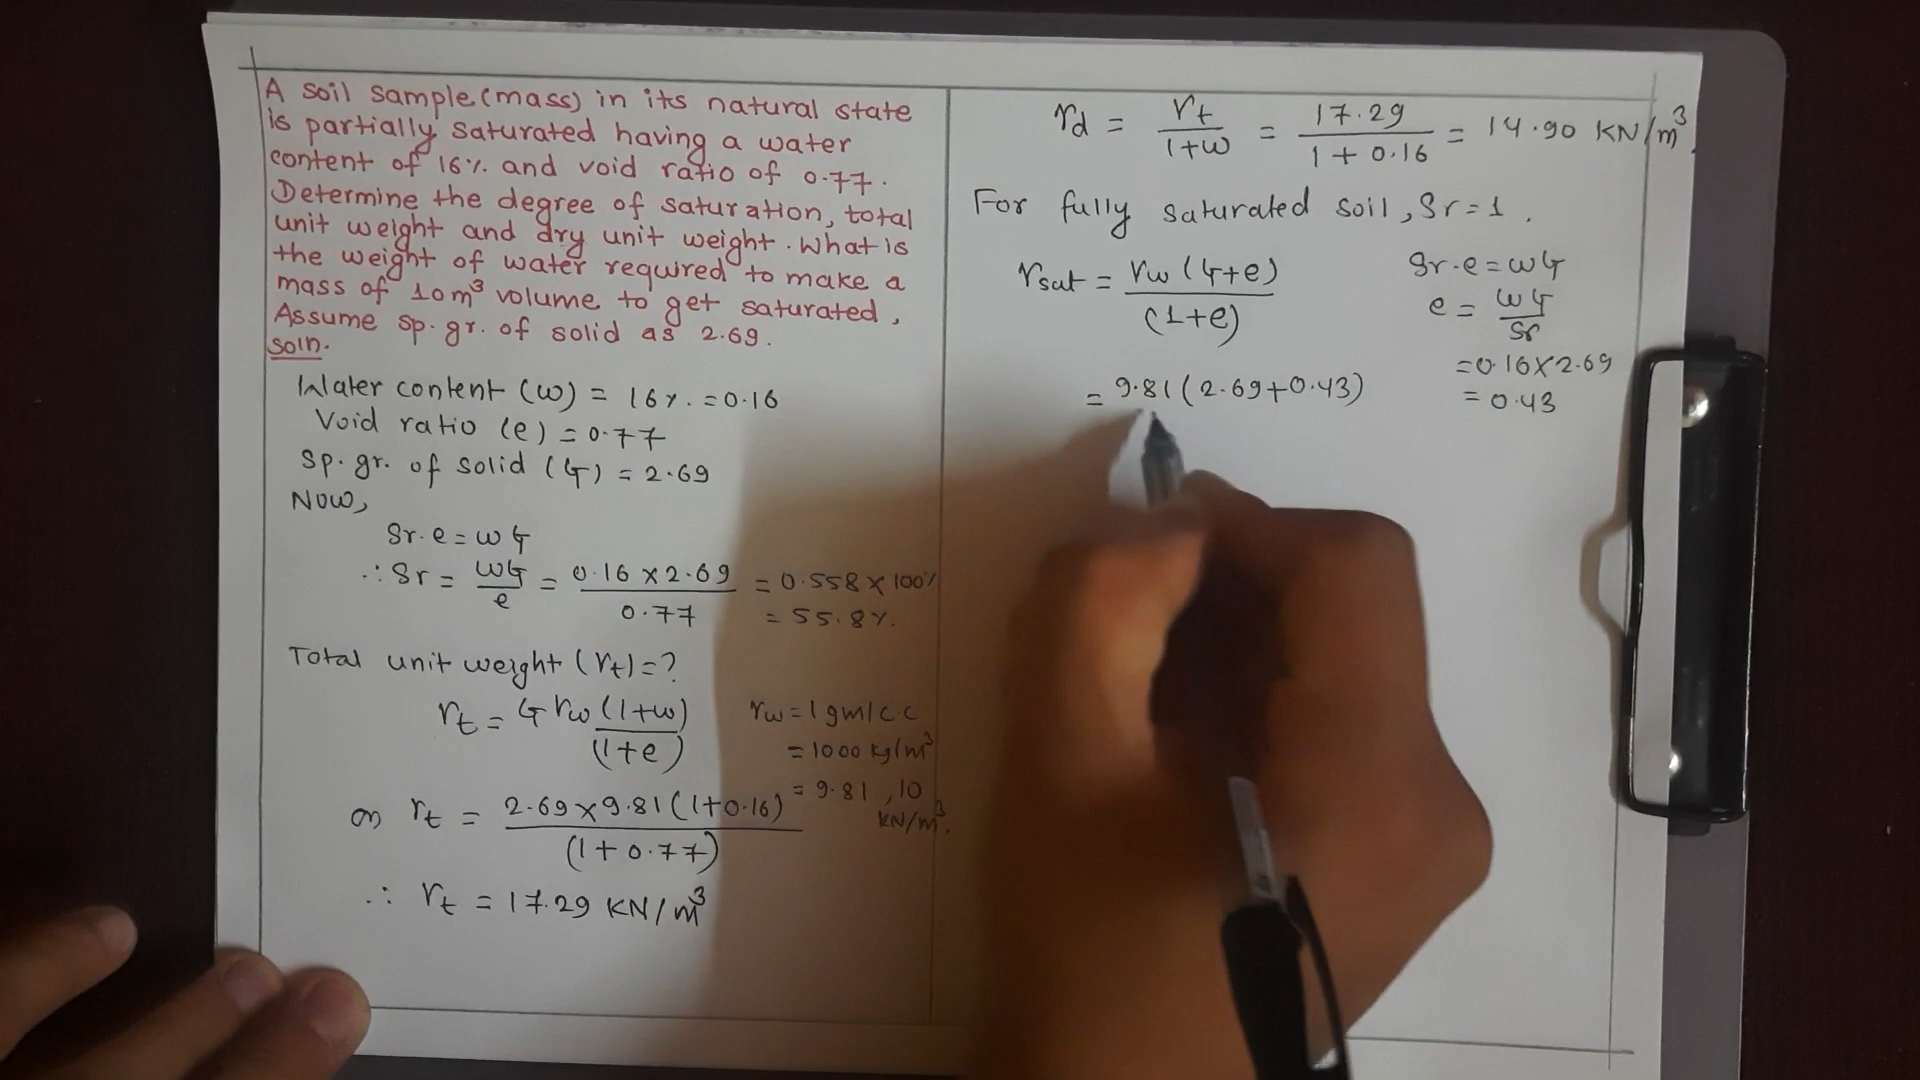 A soil sample (mass) in its natural state
is partially saturated having a water
content of 16%. and void ratio of 0.77.
Determine the degree of saturation, total
unit weight and dry unit weight. What is
the weight of water required to make a
mass of 10m³ volume to get saturated,
Assume sp. gr. of solid as 2.69.
Soln.
Water content (w) = 16%. = 0.16
Void ratio (e) = 0.77
Sp. gr. of solid (G) = 2.69
Now,
Sr.e = wG
∴ Sr = wG/e = 0.16 × 2.69 / 0.77 = 0.558 × 100%
= 55.8%.
Total unit weight (γt) = ?
γt = Gγw (1+w) / (1+e)
γw = 1 gm/c.c
= 1000 kg/m³
= 9.81, 10 KN/m³.
or γt = 2.69 × 9.81 (1+0.16) / (1+0.77)
∴ γt = 17.29 KN/m³
γd = γt / 1+w = 17.29 / 1 + 0.16 = 14.90 KN/m³.
For fully saturated soil, Sr = 1.
γsat = γw (G+e) / (1+e)
Sr.e = wG
e = wG / Sr
= 0.16 × 2.69
= 0.43
= 9.81 (2.69 + 0.43)